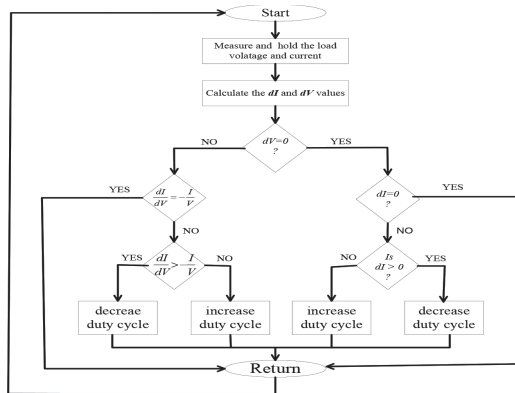 Start
Measure and hold the load
volatage and current
Calculate the dI and dV values
dV=0
?
NO
YES
dI/dV = -I/V
YES
NO
dI=0
?
YES
NO
dI/dV > -I/V
YES
NO
Is
dI > 0
?
NO
YES
decreae
duty cycle
increase
duty cycle
increase
duty cycle
decrease
duty cycle
Return